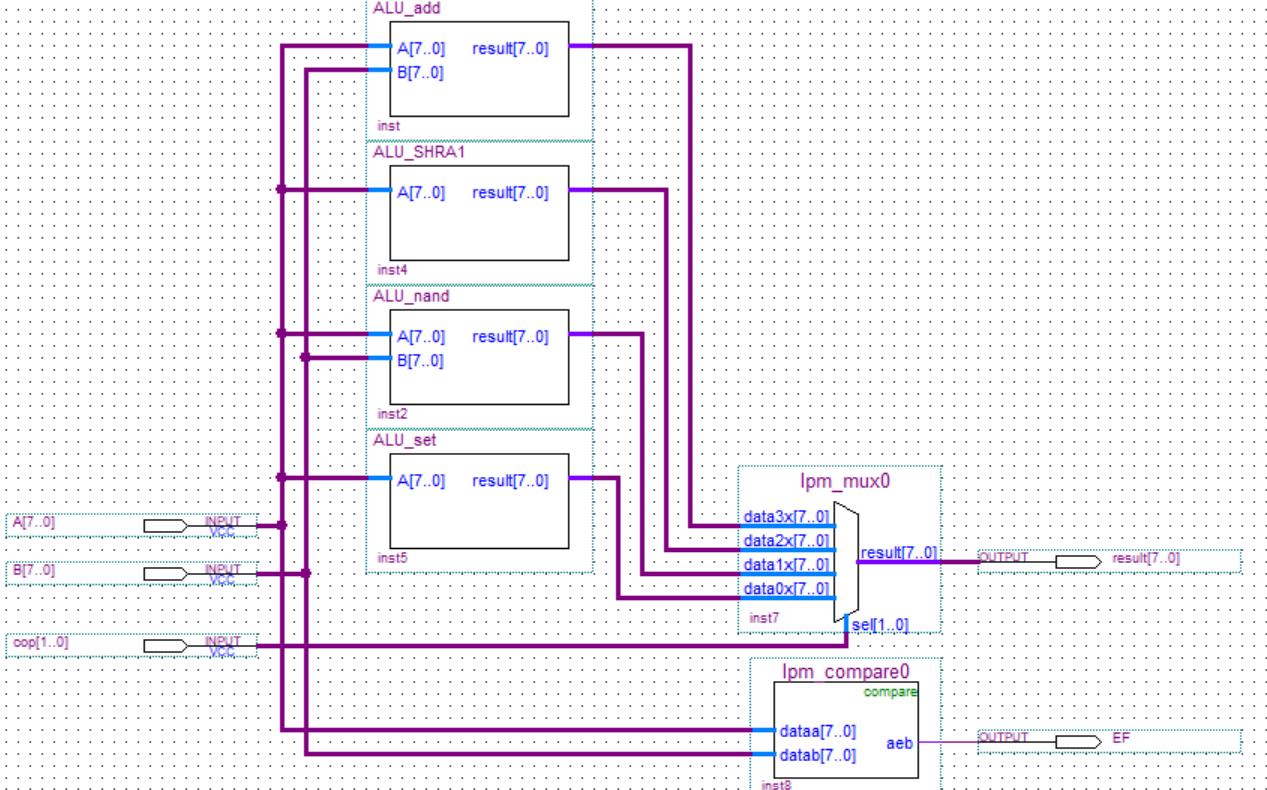 ALU_add
A[7..0] result[7..0]
B[7..0]
inst
ALU_SHRA1
A[7..0] result[7..0]
inst4
ALU_nand
A[7..0] result[7..0]
B[7..0]
inst2
ALU_set
A[7..0] result[7..0]
inst5
A[7..0] INPUT
VCC
B[7..0] INPUT
VCC
cop[1..0] INPUT
VCC
lpm_mux0
data3x[7..0]
data2x[7..0]
data1x[7..0]
data0x[7..0]
result[7..0]
inst7
sel[1..0]
OUTPUT result[7..0]
lpm_compare0
compare
dataa[7..0]
datab[7..0]
aeb
inst8
OUTPUT EF